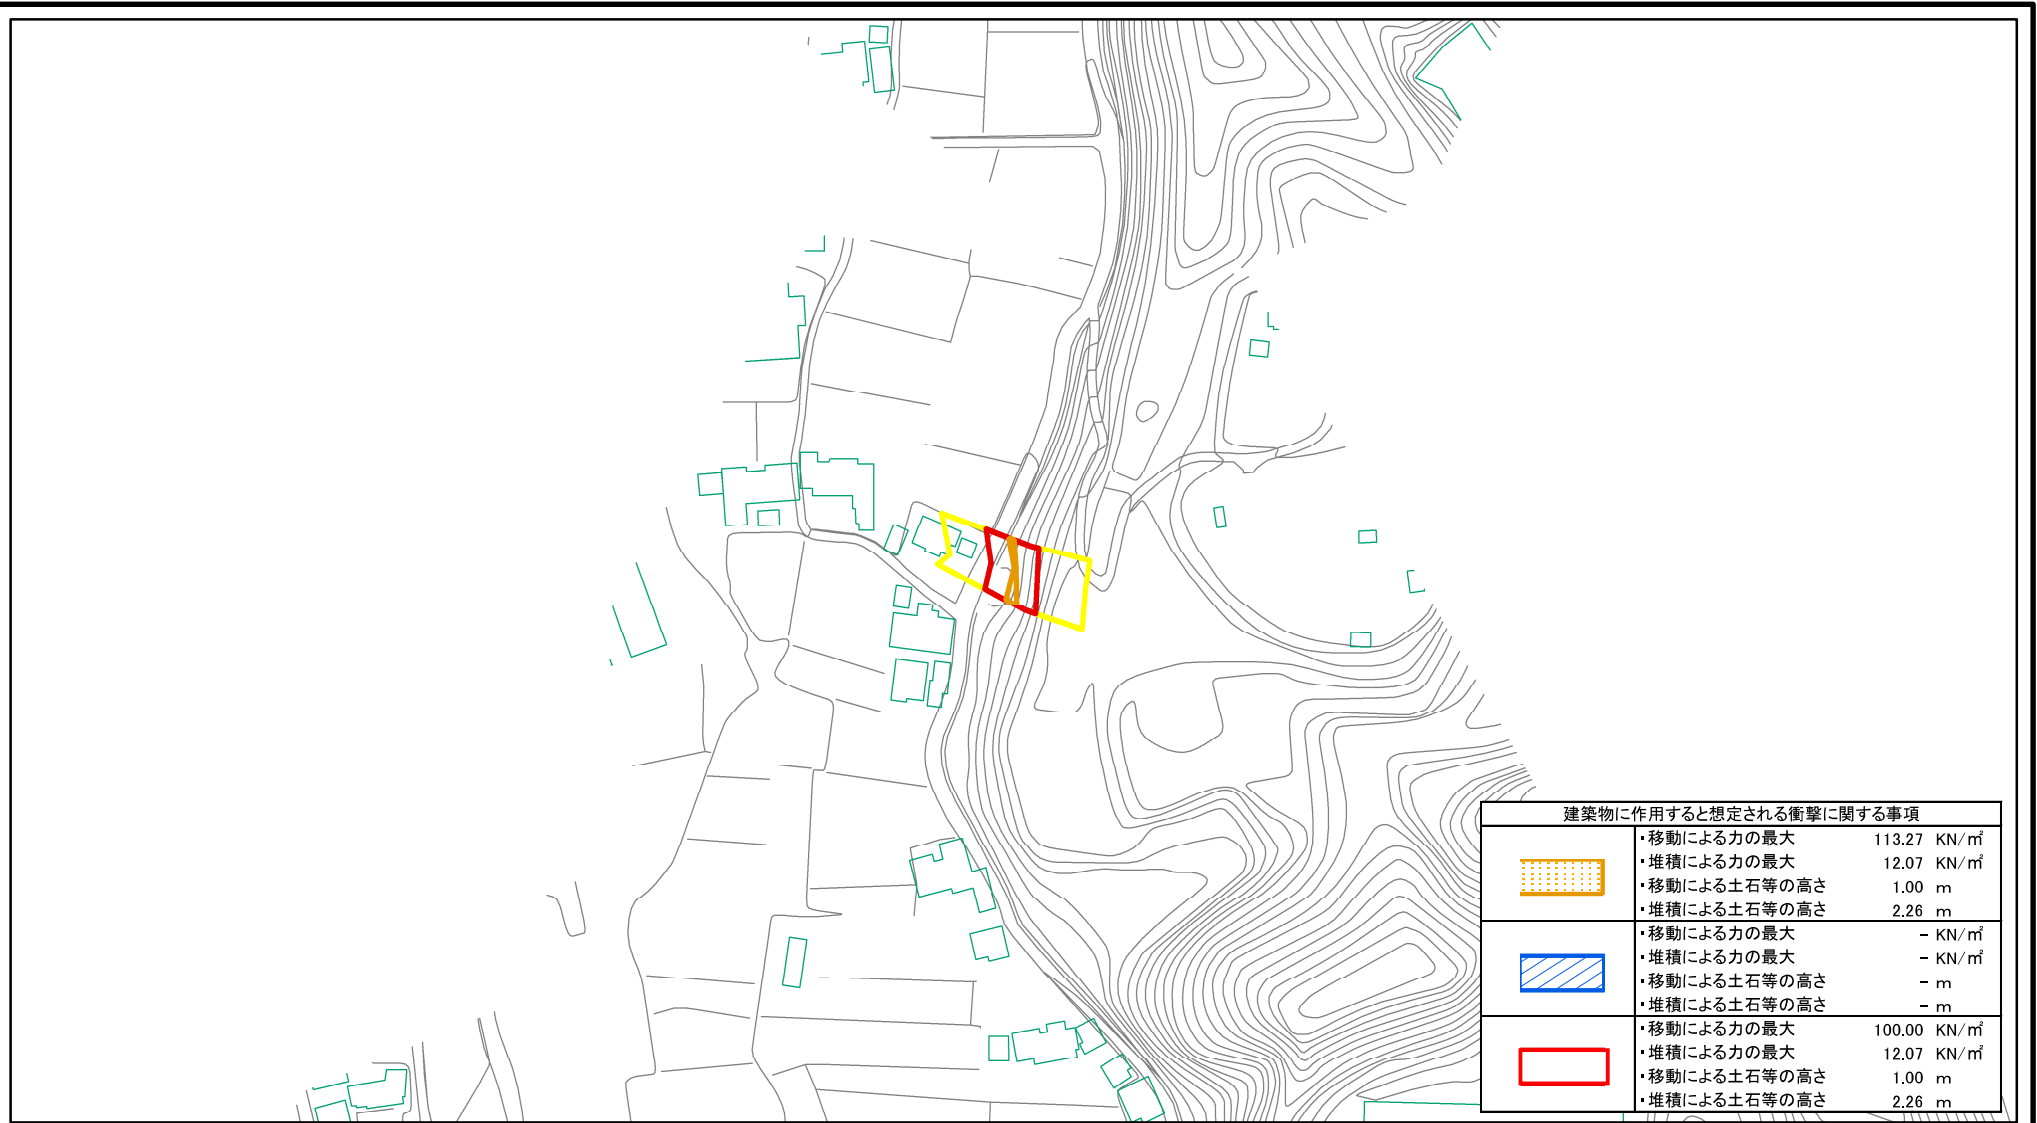 建築物に作用すると想定される衝撃に関する事項
・移動による力の最大 113.27 KN/㎡
・堆積による力の最大 12.07 KN/㎡
・移動による土石等の高さ 1.00 m
・堆積による土石等の高さ 2.26 m
・移動による力の最大 - KN/㎡
・堆積による力の最大 - KN/㎡
・移動による土石等の高さ - m
・堆積による土石等の高さ - m
・移動による力の最大 100.00 KN/㎡
・堆積による力の最大 12.07 KN/㎡
・移動による土石等の高さ 1.00 m
・堆積による土石等の高さ 2.26 m